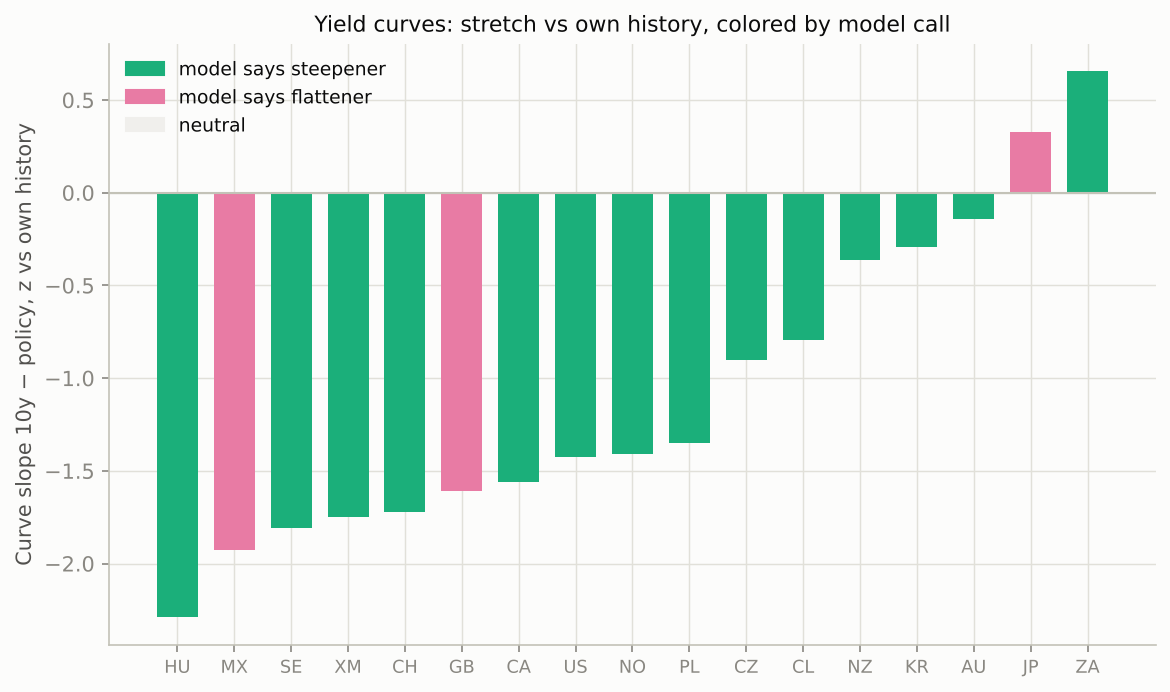 Yield curves: stretch vs own history, colored by model call
model says steepener
model says flattener
neutral
Curve slope 10y − policy, z vs own history
0.5
0.0
−0.5
−1.0
−1.5
−2.0
HU MX SE XM CH GB CA US NO PL CZ CL NZ KR AU JP ZA